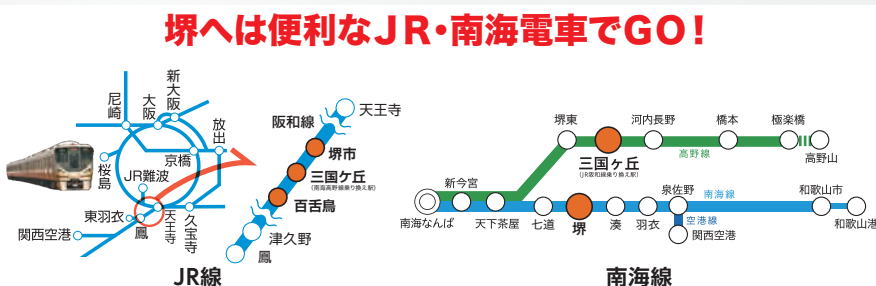 堺へは便利なJR・南海電車でGO！
尼崎
大阪
新大阪
放出
桜島
京橋
JR難波
東羽衣
鳳
天王寺
久宝寺
関西空港
JR線
阪和線
天王寺
堺市
三国ケ丘
(南海高野線乗り換え駅)
百舌鳥
津久野
鳳
堺東
河内長野
橋本
極楽橋
三国ケ丘
(JR阪和線乗り換え駅)
高野線
高野山
新今宮
泉佐野
南海線
和歌山市
南海なんば
天下茶屋
七道
堺
湊
羽衣
空港線
関西空港
和歌山港
南海線